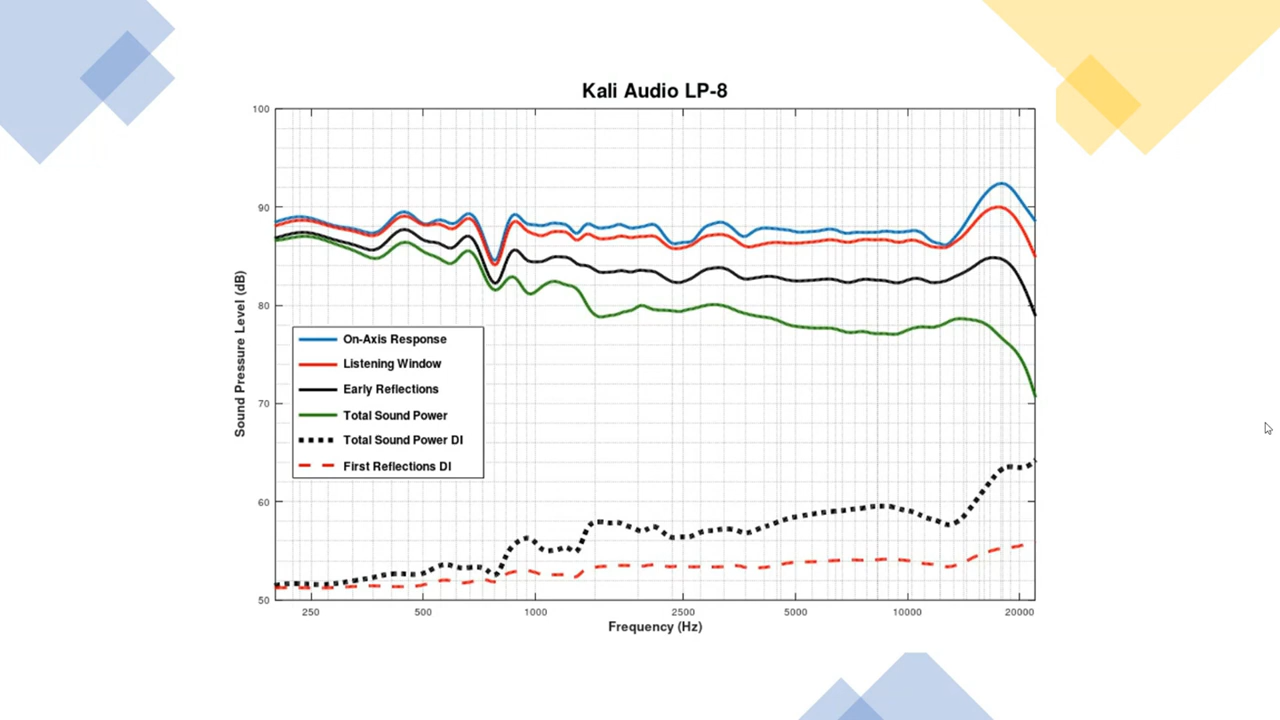 Kali Audio LP-8
100
90
80
70
60
50
Sound Pressure Level (dB)
On-Axis Response
Listening Window
Early Reflections
Total Sound Power
Total Sound Power DI
First Reflections DI
250 500 1000 2500 5000 10000 20000
Frequency (Hz)